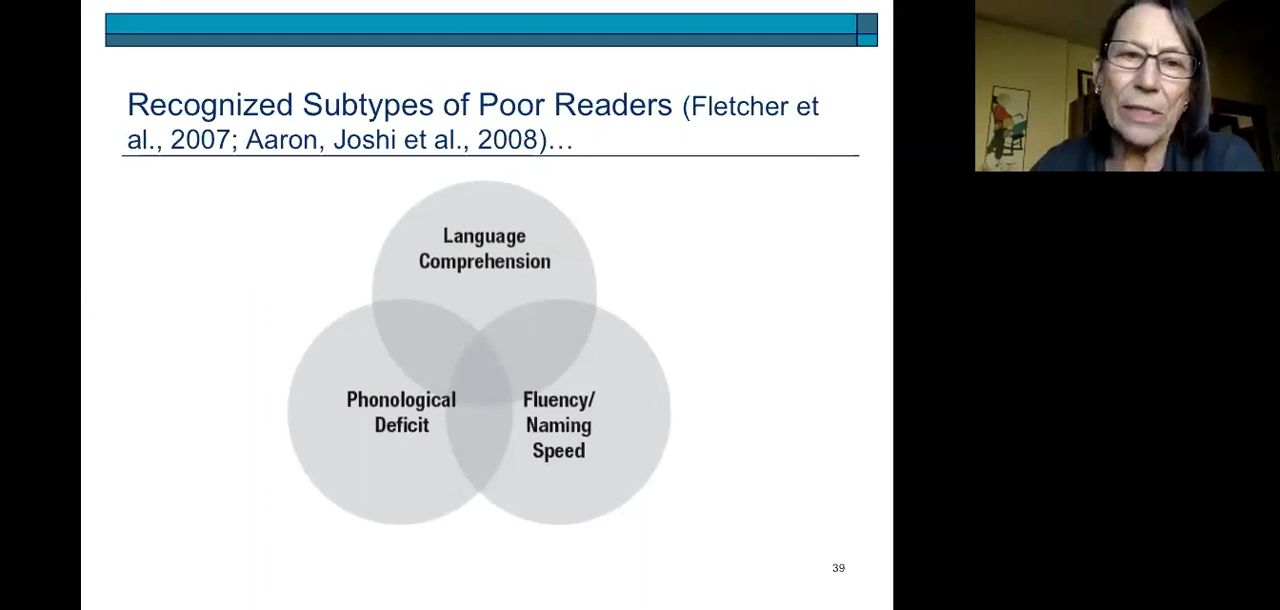 Recognized Subtypes of Poor Readers (Fletcher et
al., 2007; Aaron, Joshi et al., 2008)…
Language
Comprehension
Phonological
Deficit
Fluency/
Naming
Speed
39